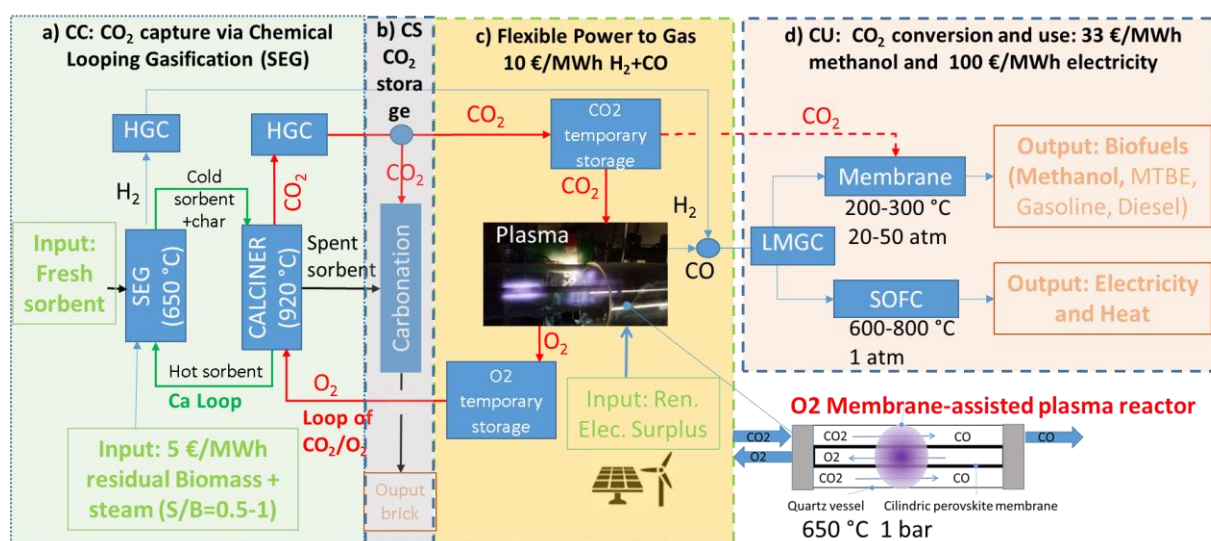 a) CC: CO₂ capture via Chemical
Looping Gasification (SEG)
HGC
HGC
H₂
Cold
sorbent
+char
CO₂
Input:
Fresh
sorbent
SEG
(650 °C)
CALCINER
(920 °C)
Spent
sorbent
Hot sorbent
Ca Loop
O₂
Loop of
CO₂/O₂
Input: 5 €/MWh
residual Biomass +
steam (S/B=0.5-1)
b) CS
CO₂
stora
ge
CO₂
Carbonation
Ouput
brick
c) Flexible Power to Gas
10 €/MWh H₂+CO
CO₂
CO2
temporary
storage
CO₂
H₂
Plasma
CO
O₂
O2
temporary
storage
Input: Ren.
Elec. Surplus
d) CU: CO₂ conversion and use: 33 €/MWh
methanol and 100 €/MWh electricity
CO₂
Membrane
200-300 °C
20-50 atm
LMGC
SOFC
600-800 °C
1 atm
Output: Biofuels
(Methanol, MTBE,
Gasoline, Diesel)
Output: Electricity
and Heat
O2 Membrane-assisted plasma reactor
CO2
CO2
CO
CO
O2
O2
CO2
CO
Quartz vessel
Cilindric perovskite membrane
650 °C 1 bar